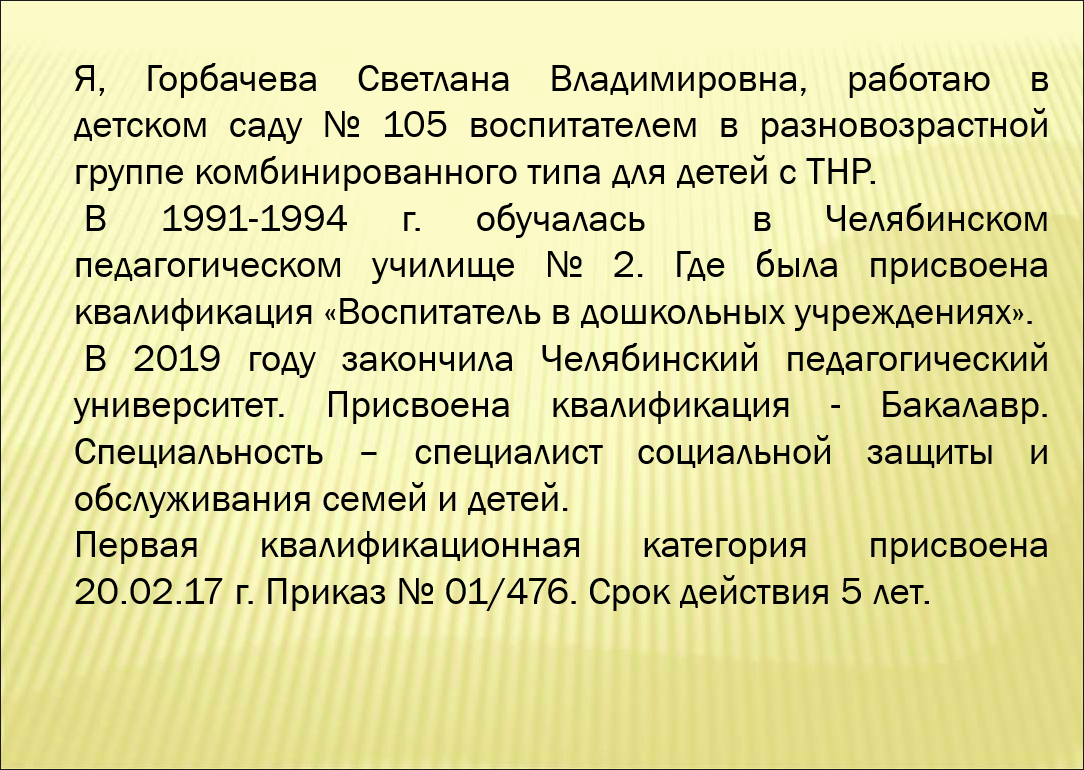 Я, Горбачева Светлана Владимировна, работаю в
детском саду № 105 воспитателем в разновозрастной
группе комбинированного типа для детей с ТНР.
В 1991-1994 г. обучалась в Челябинском
педагогическом училище № 2. Где была присвоена
квалификация «Воспитатель в дошкольных учреждениях».
В 2019 году закончила Челябинский педагогический
университет. Присвоена квалификация - Бакалавр.
Специальность – специалист социальной защиты и
обслуживания семей и детей.
Первая квалификационная категория присвоена
20.02.17 г. Приказ № 01/476. Срок действия 5 лет.